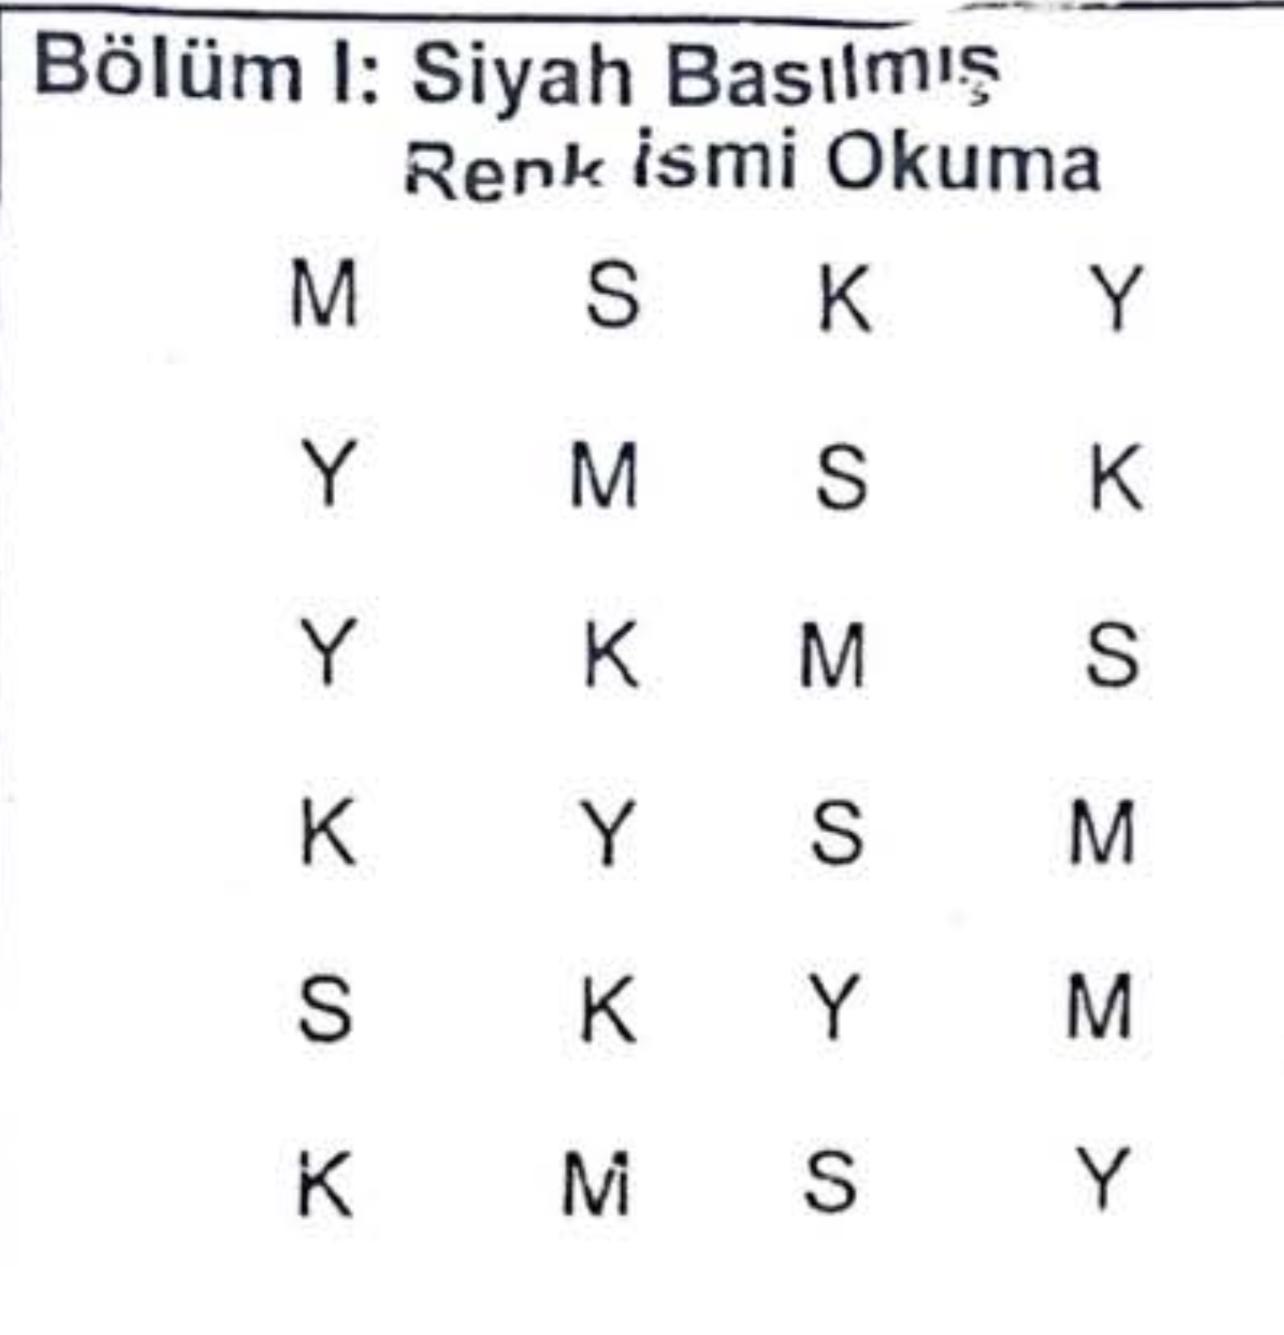 Bölüm I: Siyah Basılmış
Renk İsmi Okuma
M S K Y
Y M S K
Y K M S
K Y S M
S K Y M
K M S Y